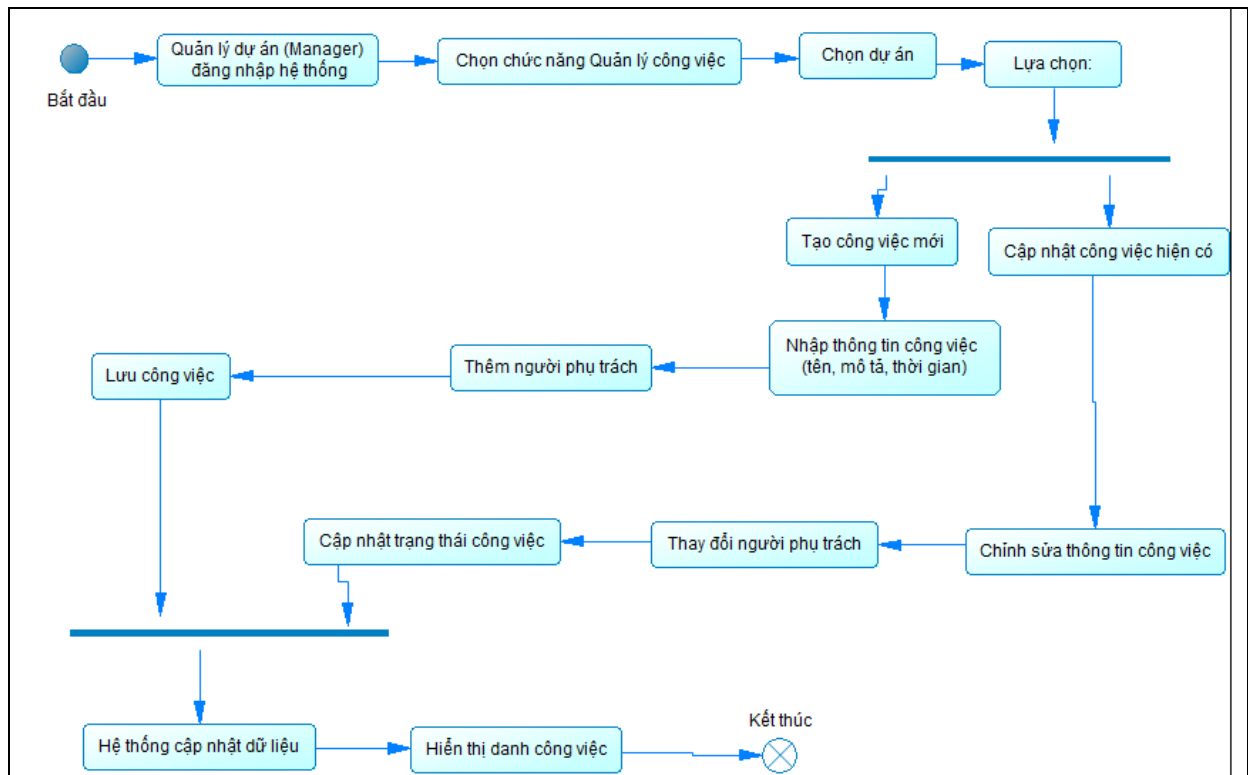 Bắt đầu
Quản lý dự án (Manager)
đăng nhập hệ thống
Chọn chức năng Quản lý công việc
Chọn dự án
Lựa chọn:
Tạo công việc mới
Cập nhật công việc hiện có
Nhập thông tin công việc
(tên, mô tả, thời gian)
Thêm người phụ trách
Lưu công việc
Chỉnh sửa thông tin công việc
Thay đổi người phụ trách
Cập nhật trạng thái công việc
Hệ thống cập nhật dữ liệu
Hiển thị danh công việc
Kết thúc